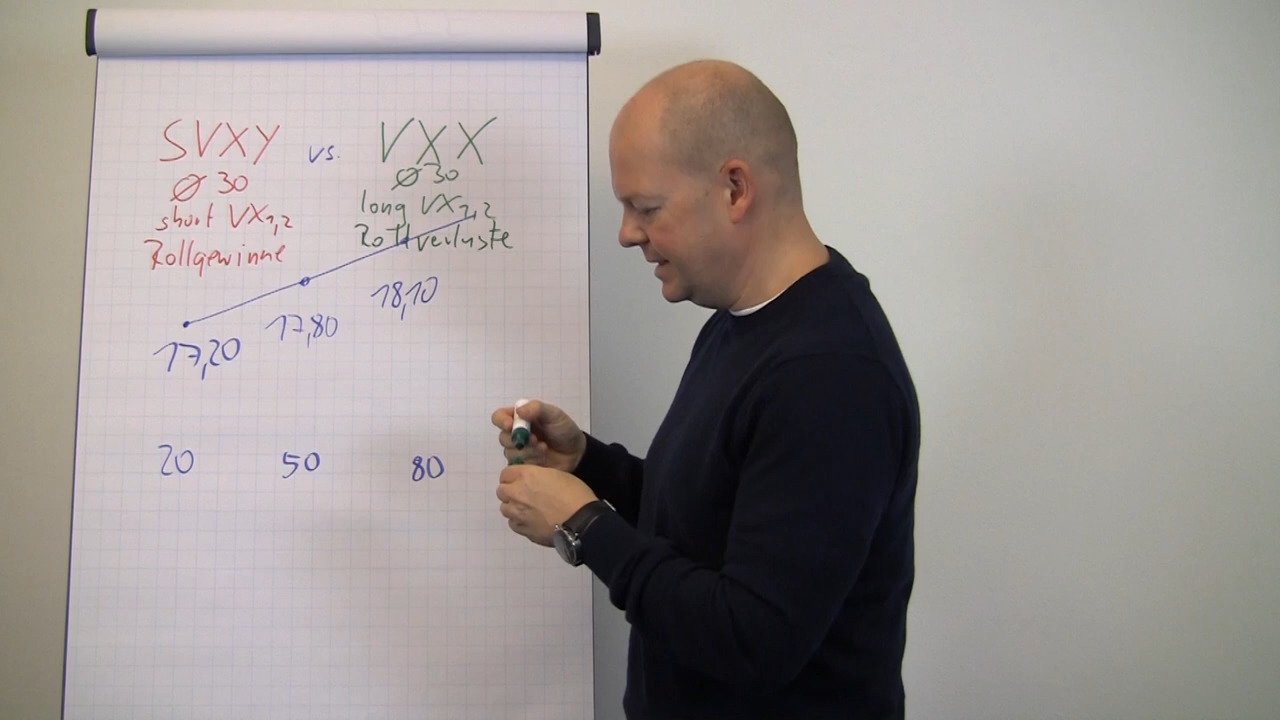 SVXY vs. VXX
Ø 30 Ø 30
short VX1,2 long VX1,2
Rollgewinne Rollverluste
17,20 17,80 18,10
20 50 80